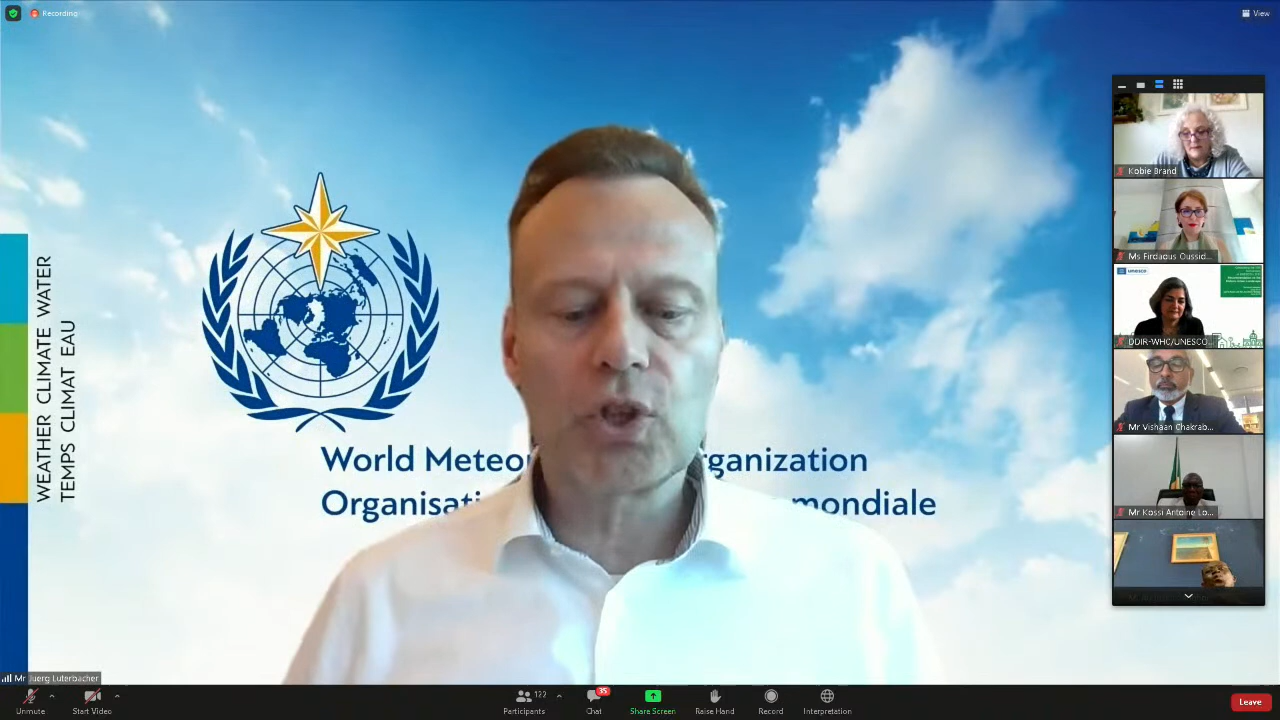 Recording
View
WEATHER CLIMATE WATER
TEMPS CLIMAT EAU
World Meteo
rganization
Organisati
mondiale
Kobie Brand
Ms Firdaous Oussid...
unesco
DDIR-WHC/UNESCO
Mr Vishaan Chakrab...
Mr Kossi Antoine Lo...
Mr Juerg Luterbacher
Unmute
Start Video
122
Participants
35
Chat
Share Screen
Raise Hand
Record
Interpretation
Leave